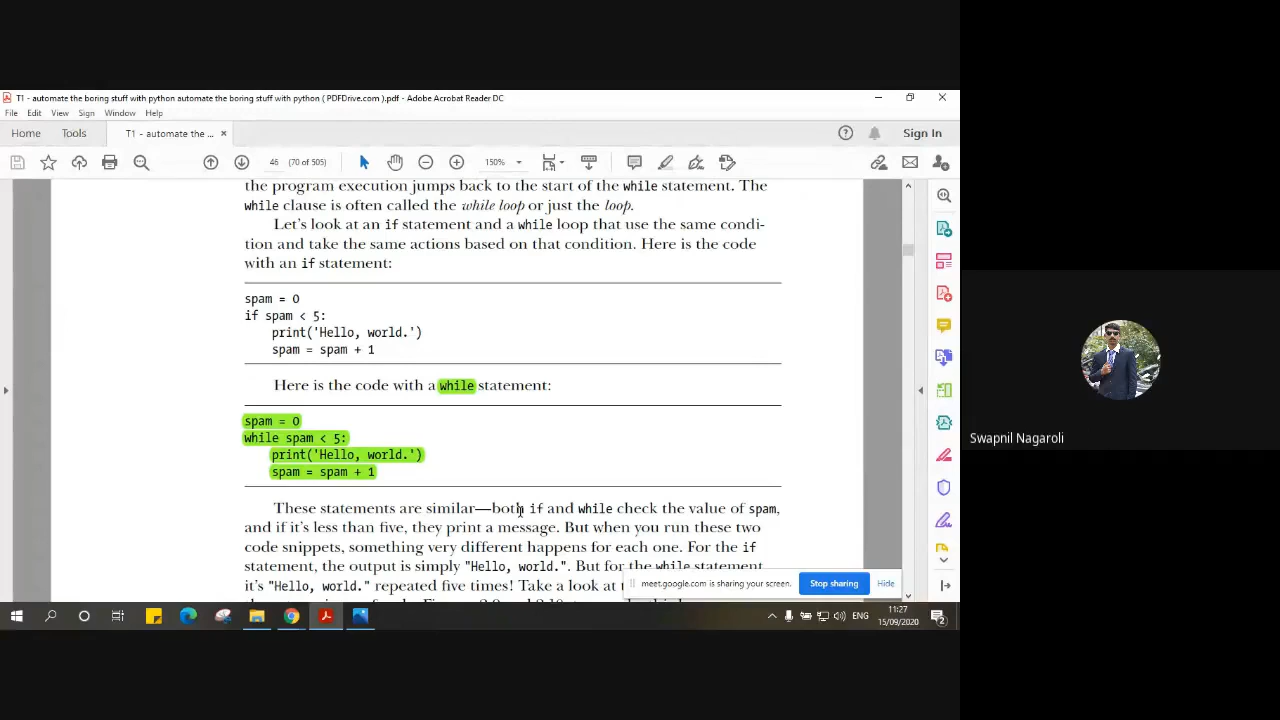 T1 - automate the boring stuff with python automate the boring stuff with python ( PDFDrive.com ).pdf - Adobe Acrobat Reader DC
File Edit View Sign Window Help
Home Tools T1 - automate the ... × Sign In
46 (70 of 505) 150%
the program execution jumps back to the start of the while statement. The
while clause is often called the while loop or just the loop.
Let's look at an if statement and a while loop that use the same condi-
tion and take the same actions based on that condition. Here is the code
with an if statement:
spam = 0
if spam < 5:
print('Hello, world.')
spam = spam + 1
Here is the code with a while statement:
spam = 0
while spam < 5:
print('Hello, world.')
spam = spam + 1
These statements are similar—both if and while check the value of spam,
and if it's less than five, they print a message. But when you run these two
code snippets, something very different happens for each one. For the if
statement, the output is simply "Hello, world.". But for the while statement,
it's "Hello, world." repeated five times! Take a look at
meet.google.com is sharing your screen. Stop sharing Hide
Swapnil Nagaroli
ENG
11:27
15/09/2020
2